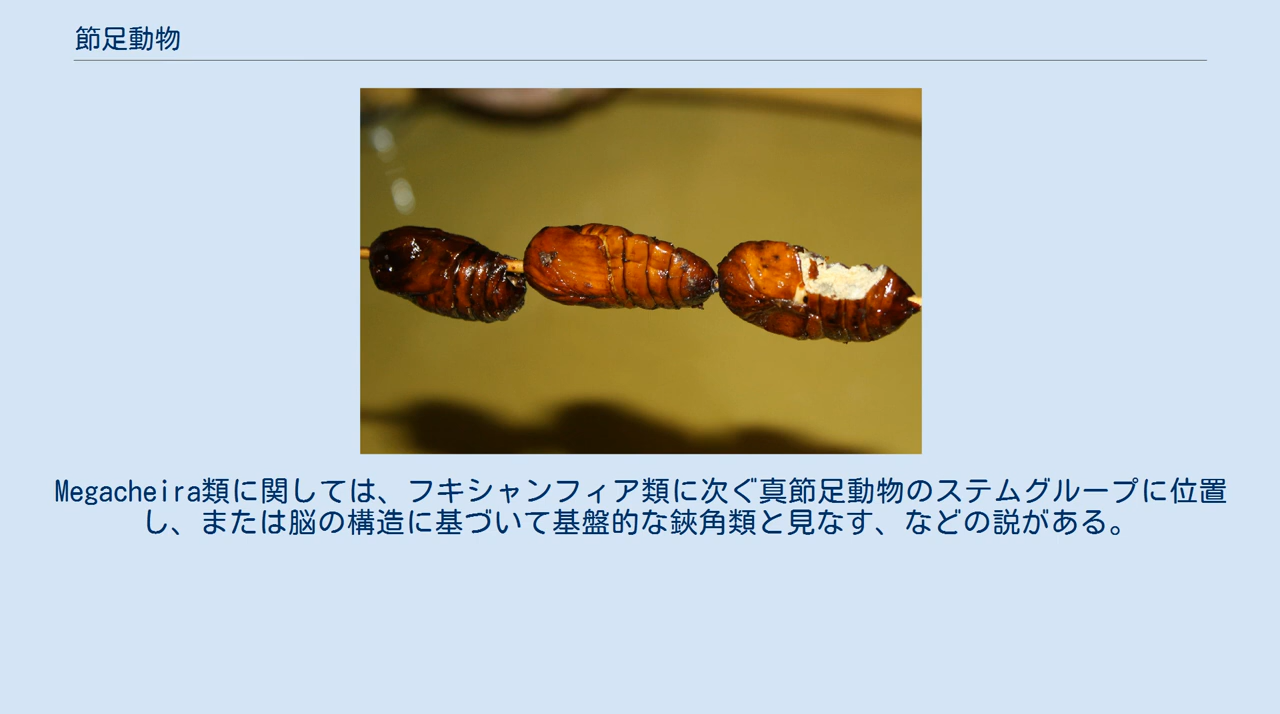 節足動物
Megacheira類に関しては、フキシャンフィア類に次ぐ真節足動物のステムグループに位置
し、または脳の構造に基づいて基盤的な鋏角類と見なす、などの説がある。